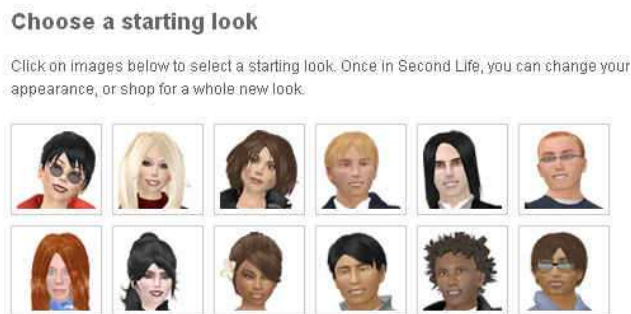 Choose a starting look
Click on images below to select a starting look. Once in Second Life, you can change your
appearance, or shop for a whole new look.